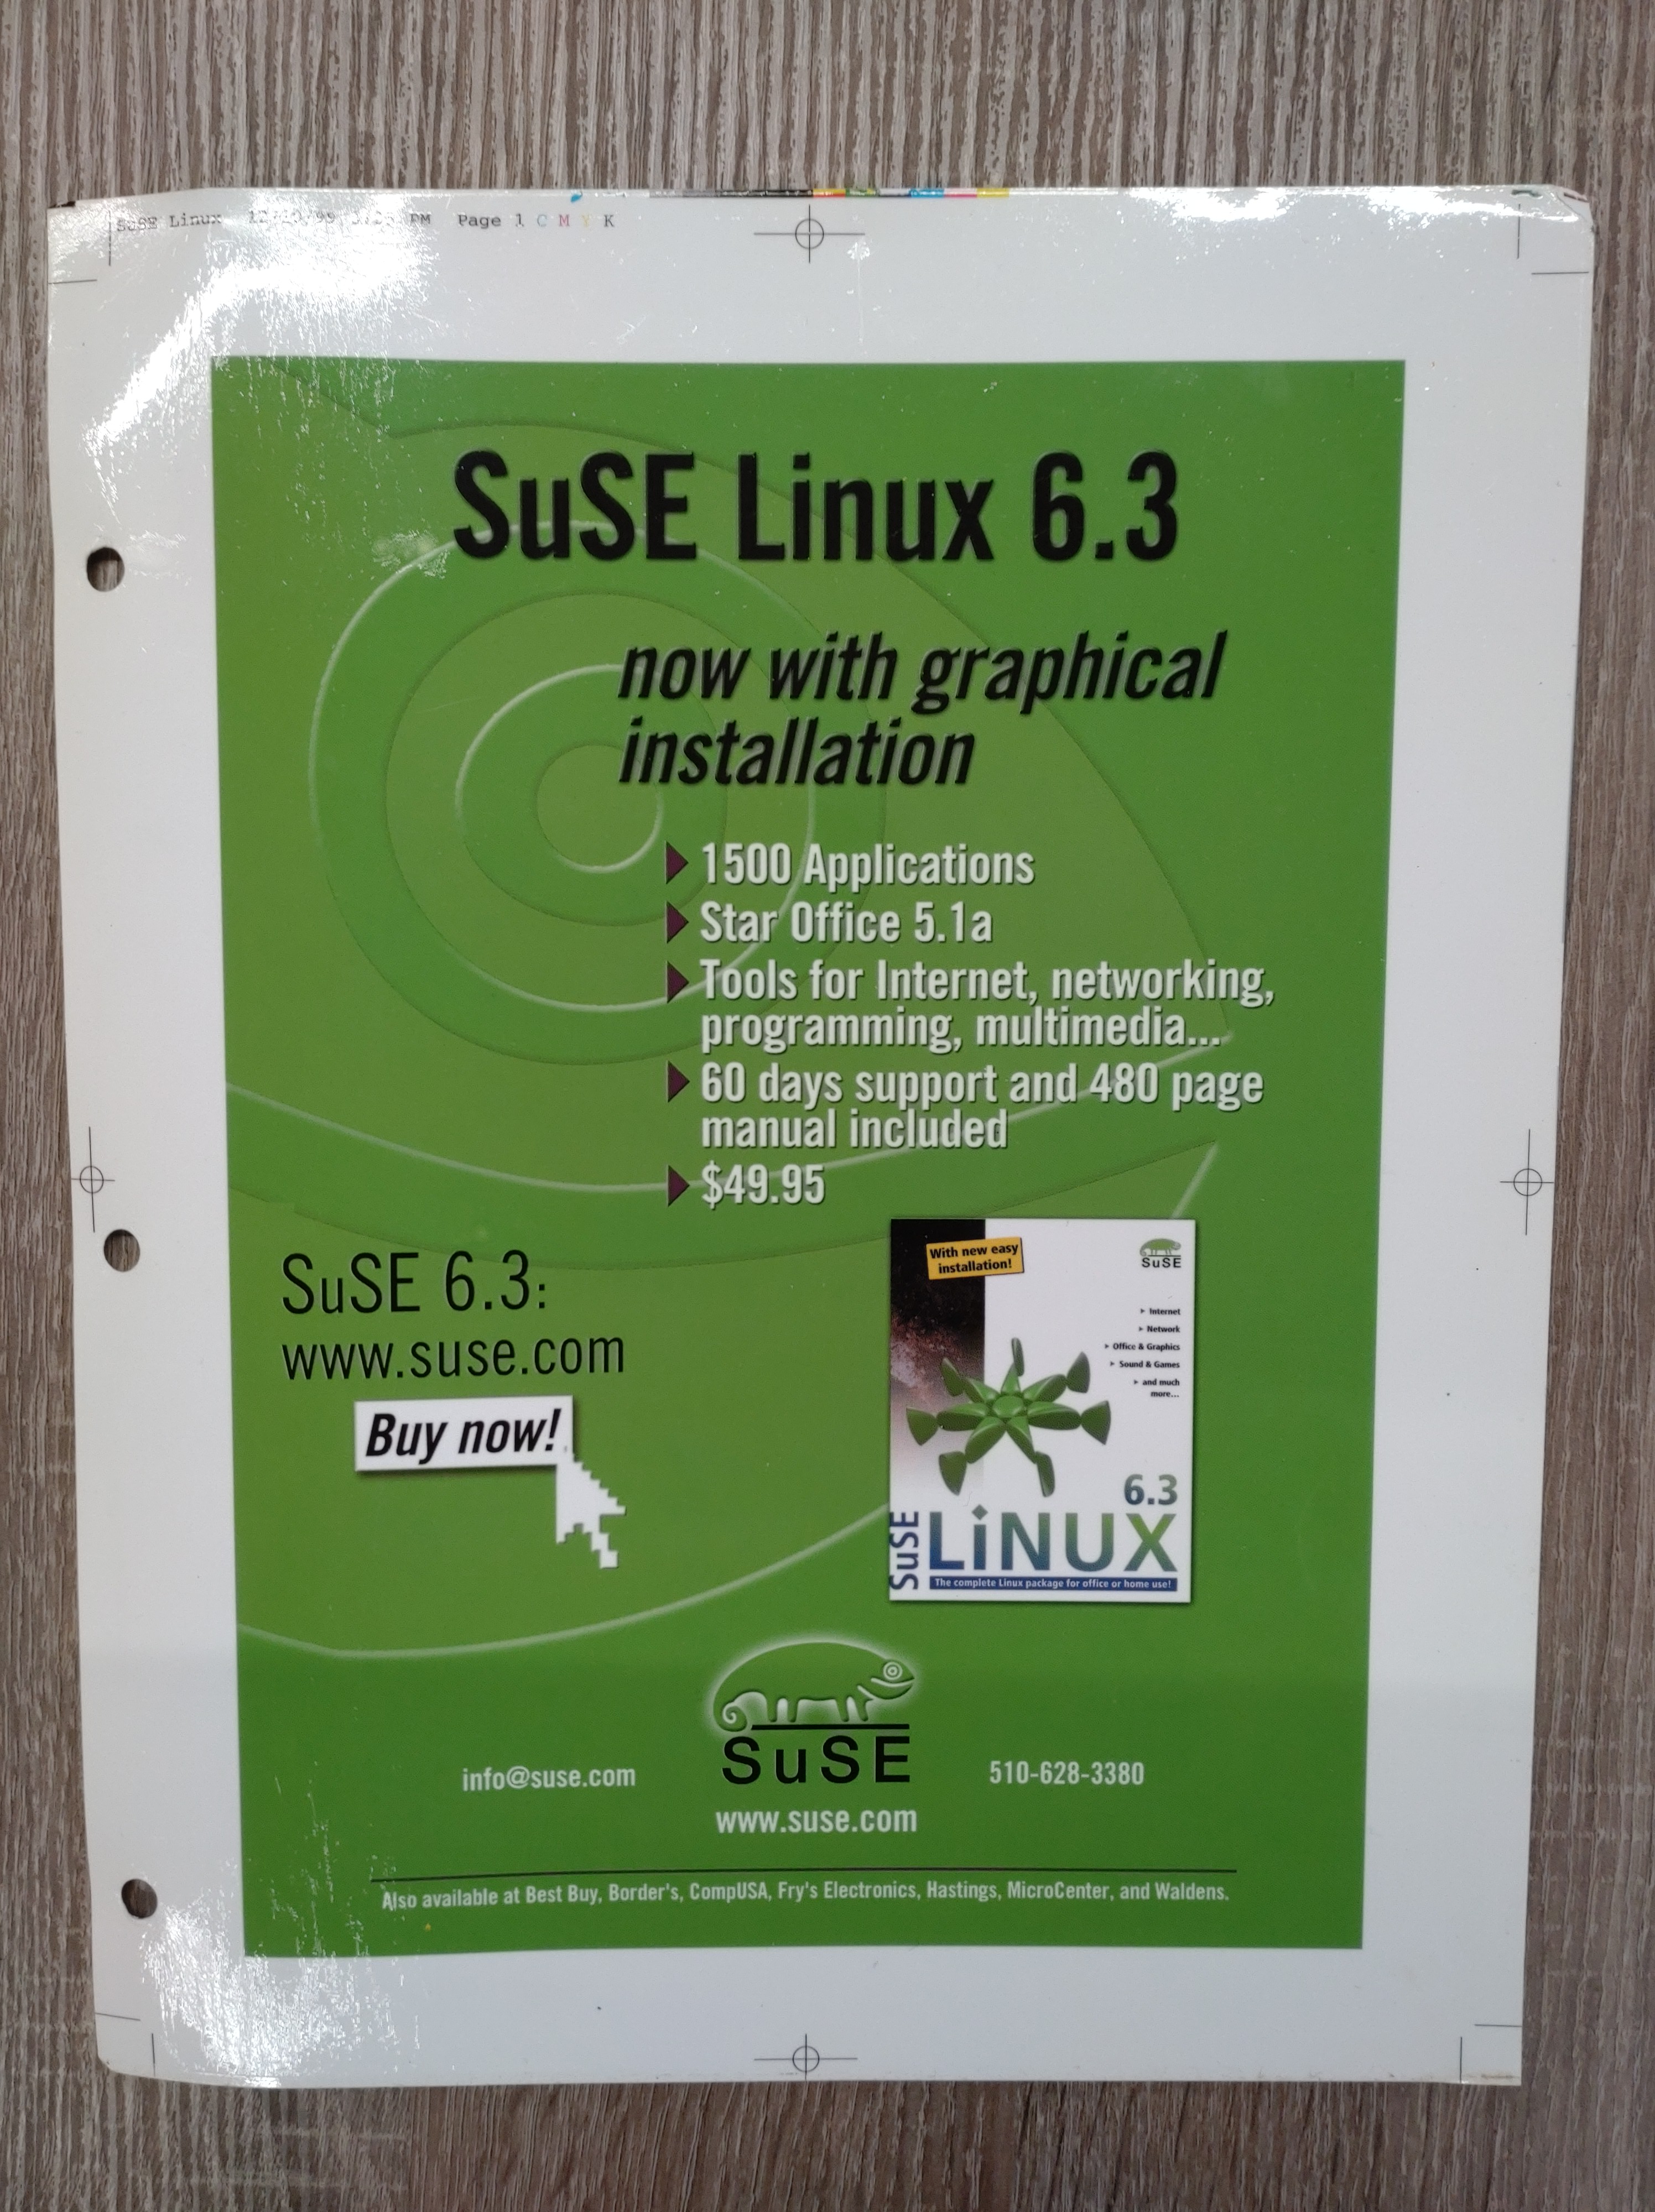 SuSE Linux PM Page 1 C M Y K
SuSE Linux 6.3
now with graphical
installation
1500 Applications
Star Office 5.1a
Tools for Internet, networking,
programming, multimedia...
60 days support and 480 page
manual included
$49.95
SuSE 6.3:
www.suse.com
Buy now!
With new easy
installation!
SuSE
Internet
Network
Office & Graphics
Sound & Games
and much
more...
6.3
SuSE
LiNUX
The complete Linux package for office or home use!
SuSE
info@suse.com
510-628-3380
www.suse.com
Also available at Best Buy, Border's, CompUSA, Fry's Electronics, Hastings, MicroCenter, and Waldens.